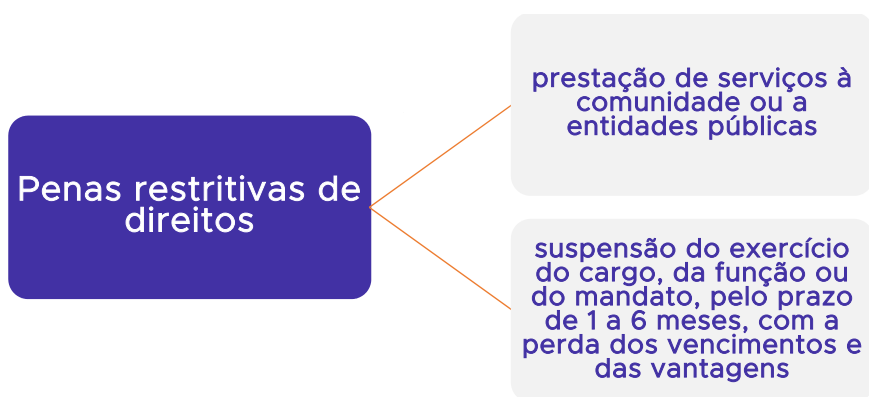 Penas restritivas de
direitos
prestação de serviços à
comunidade ou a
entidades públicas
suspensão do exercício
do cargo, da função ou
do mandato, pelo prazo
de 1 a 6 meses, com a
perda dos vencimentos e
das vantagens